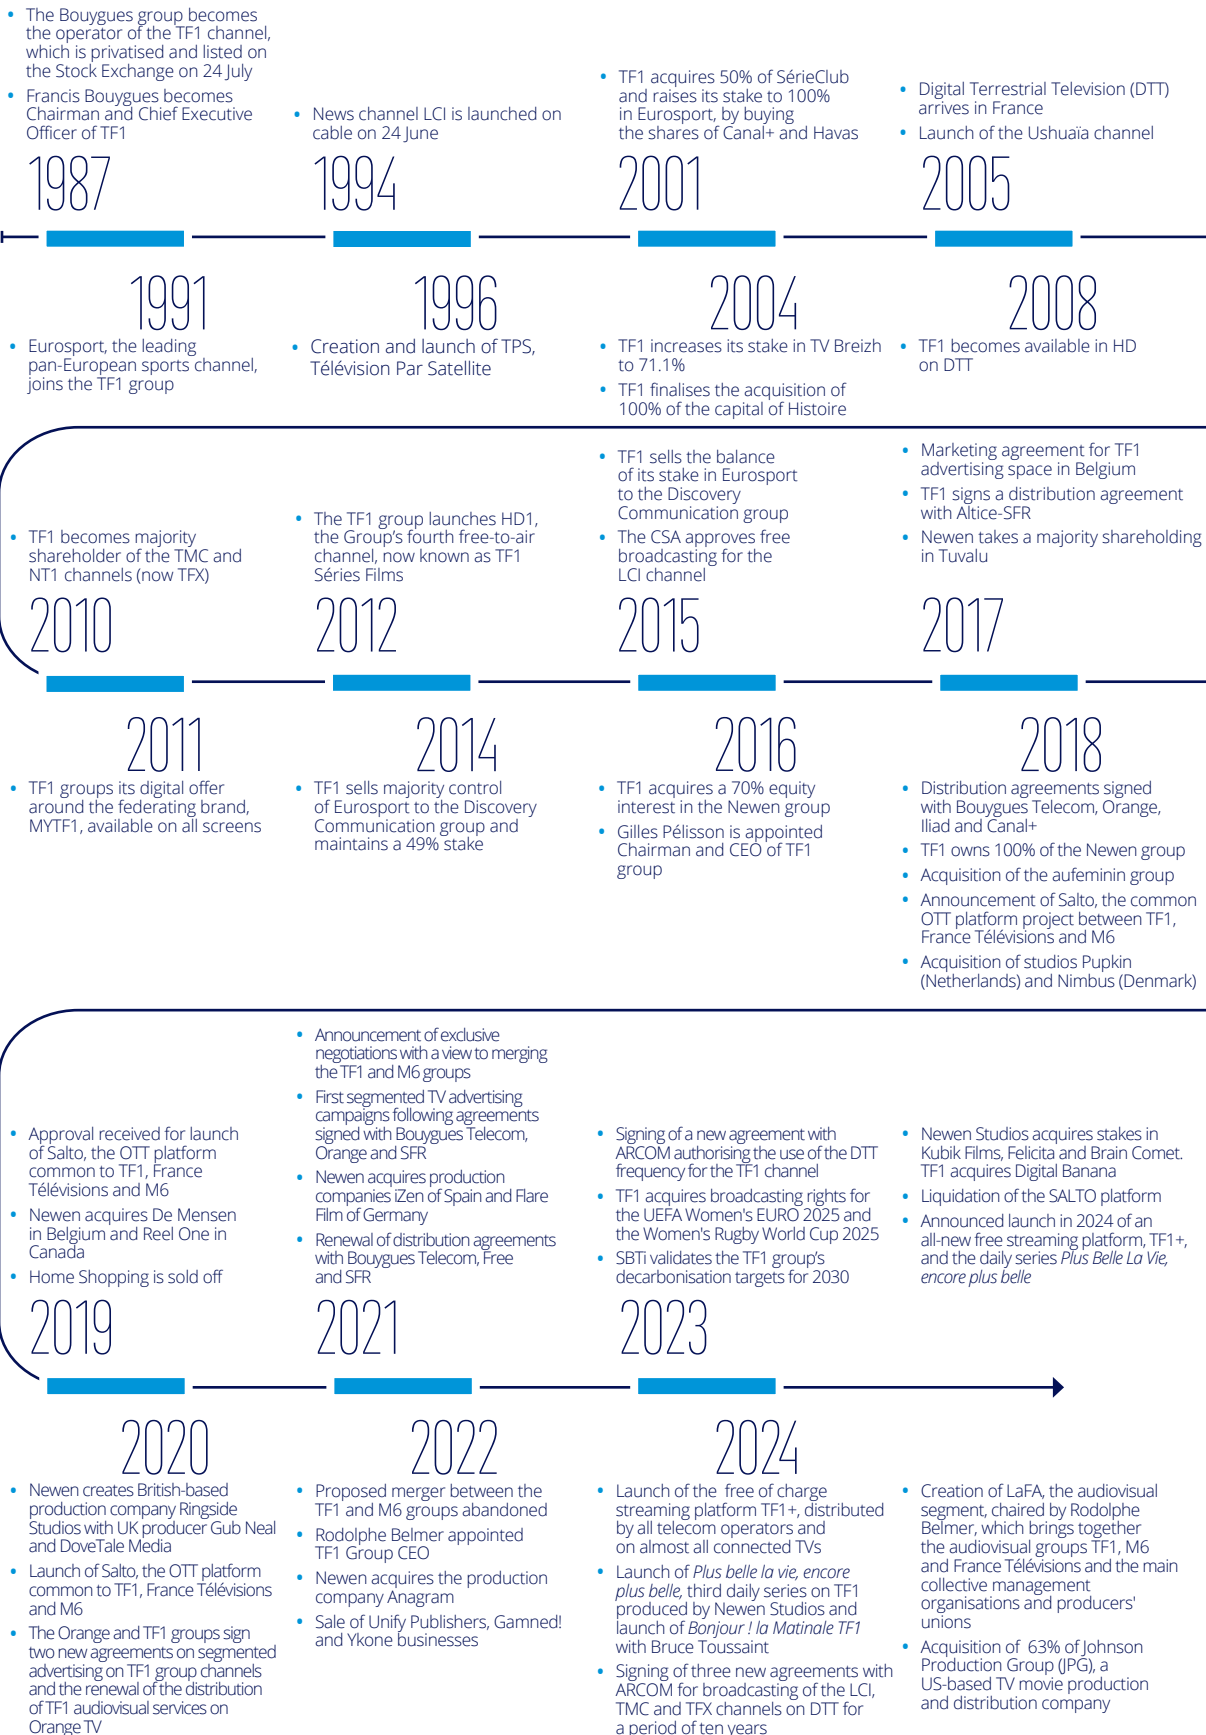 • The Bouygues group becomes
the operator of the TF1 channel,
which is privatised and listed on
the Stock Exchange on 24 July
• Francis Bouygues becomes
Chairman and Chief Executive
Officer of TF1
1987
• News channel LCI is launched on
cable on 24 June
1994
• TF1 acquires 50% of SérieClub
and raises its stake to 100%
in Eurosport, by buying
the shares of Canal+ and Havas
2001
• Digital Terrestrial Television (DTT)
arrives in France
• Launch of the Ushuaïa channel
2005
1991
• Eurosport, the leading
pan-European sports channel,
joins the TF1 group
1996
• Creation and launch of TPS,
Télévision Par Satellite
2004
• TF1 increases its stake in TV Breizh
to 71.1%
• TF1 finalises the acquisition of
100% of the capital of Histoire
2008
• TF1 becomes available in HD
on DTT
• TF1 becomes majority
shareholder of the TMC and
NT1 channels (now TFX)
2010
• The TF1 group launches HD1,
the Group's fourth free-to-air
channel, now known as TF1
Séries Films
2012
• TF1 sells the balance
of its stake in Eurosport
to the Discovery
Communication group
• The CSA approves free
broadcasting for the
LCI channel
2015
• Marketing agreement for TF1
advertising space in Belgium
• TF1 signs a distribution agreement
with Altice-SFR
• Newen takes a majority shareholding
in Tuvalu
2017
2011
• TF1 groups its digital offer
around the federating brand,
MYTF1, available on all screens
2014
• TF1 sells majority control
of Eurosport to the Discovery
Communication group and
maintains a 49% stake
2016
• TF1 acquires a 70% equity
interest in the Newen group
• Gilles Pélisson is appointed
Chairman and CEO of TF1
group
2018
• Distribution agreements signed
with Bouygues Telecom, Orange,
Iliad and Canal+
• TF1 owns 100% of the Newen group
• Acquisition of the aufeminin group
• Announcement of Salto, the common
OTT platform project between TF1,
France Télévisions and M6
• Acquisition of studios Pupkin
(Netherlands) and Nimbus (Denmark)
• Approval received for launch
of Salto, the OTT platform
common to TF1, France
Télévisions and M6
• Newen acquires De Mensen
in Belgium and Reel One in
Canada
• Home Shopping is sold off
2019
• Announcement of exclusive
negotiations with a view to merging
the TF1 and M6 groups
• First segmented TV advertising
campaigns following agreements
signed with Bouygues Telecom,
Orange and SFR
• Newen acquires production
companies iZen of Spain and Flare
Film of Germany
• Renewal of distribution agreements
with Bouygues Telecom, Free
and SFR
2021
• Signing of a new agreement with
ARCOM authorising the use of the DTT
frequency for the TF1 channel
• TF1 acquires broadcasting rights for
the UEFA Women's EURO 2025 and
the Women's Rugby World Cup 2025
• SBTi validates the TF1 group's
decarbonisation targets for 2030
2023
• Newen Studios acquires stakes in
Kubik Films, Felicita and Brain Comet.
TF1 acquires Digital Banana
• Liquidation of the SALTO platform
• Announced launch in 2024 of an
all-new free streaming platform, TF1+,
and the daily series Plus Belle La Vie,
encore plus belle
2020
• Newen creates British-based
production company Ringside
Studios with UK producer Gub Neal
and DoveTale Media
• Launch of Salto, the OTT platform
common to TF1, France Télévisions
and M6
• The Orange and TF1 groups sign
two new agreements on segmented
advertising on TF1 group channels
and the renewal of the distribution
of TF1 audiovisual services on
Orange TV
2022
• Proposed merger between the
TF1 and M6 groups abandoned
• Rodolphe Belmer appointed
TF1 Group CEO
• Newen acquires the production
company Anagram
• Sale of Unify Publishers, Gamned!
and Ykone businesses
2024
• Launch of the free of charge
streaming platform TF1+, distributed
by all telecom operators and
on almost all connected TVs
• Launch of Plus belle la vie, encore
plus belle, third daily series on TF1
produced by Newen Studios and
launch of Bonjour ! la Matinale TF1
with Bruce Toussaint
• Signing of three new agreements with
ARCOM for broadcasting of the LCI,
TMC and TFX channels on DTT for
a period of ten years
• Creation of LaFA, the audiovisual
segment, chaired by Rodolphe
Belmer, which brings together
the audiovisual groups TF1, M6
and France Télévisions and the main
collective management
organisations and producers'
unions
• Acquisition of 63% of Johnson
Production Group (JPG), a
US-based TV movie production
and distribution company